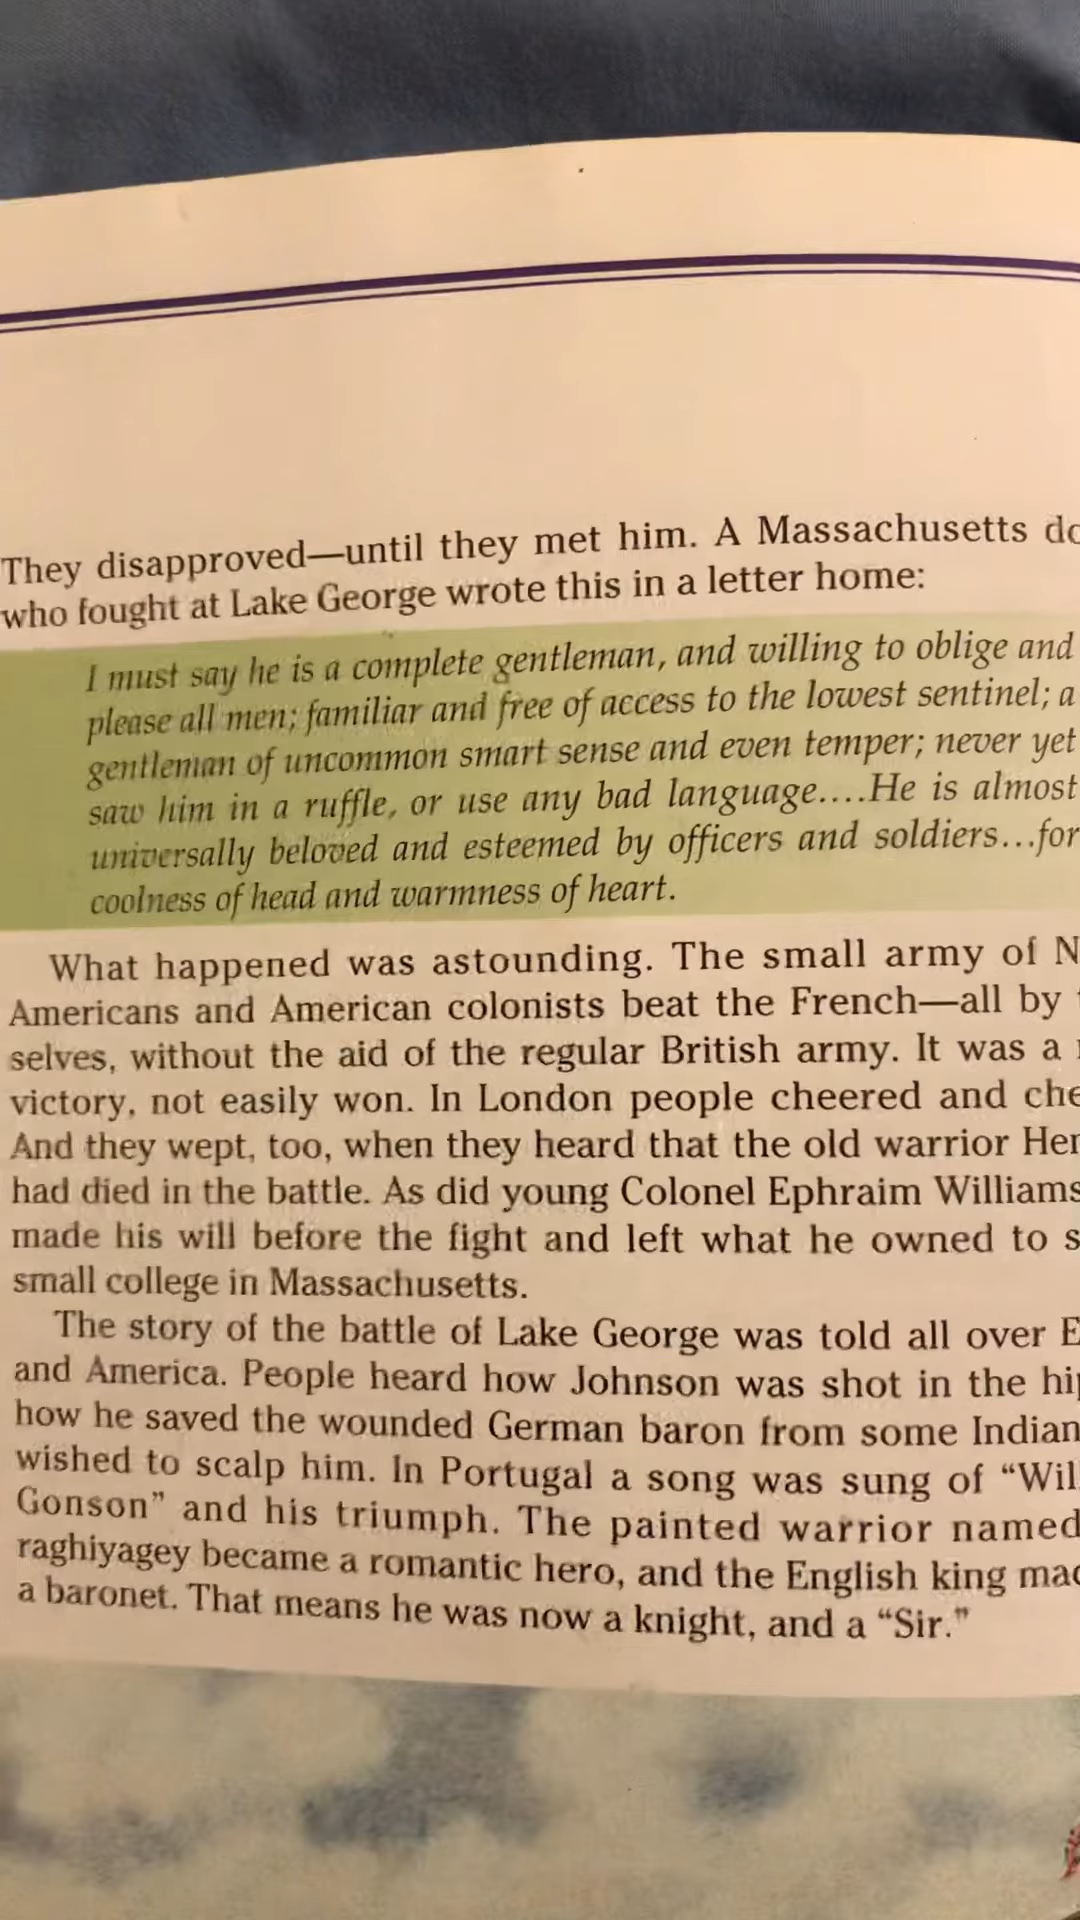 They disapproved—until they met him. A Massachusetts do
who fought at Lake George wrote this in a letter home:
I must say he is a complete gentleman, and willing to oblige and
please all men; familiar and free of access to the lowest sentinel; a
gentleman of uncommon smart sense and even temper; never yet
saw him in a ruffle, or use any bad language....He is almost
universally beloved and esteemed by officers and soldiers...for
coolness of head and warmness of heart.
What happened was astounding. The small army of N
Americans and American colonists beat the French—all by
selves, without the aid of the regular British army. It was a
victory, not easily won. In London people cheered and che
And they wept, too, when they heard that the old warrior Hen
had died in the battle. As did young Colonel Ephraim Williams
made his will before the fight and left what he owned to s
small college in Massachusetts.
The story of the battle of Lake George was told all over E
and America. People heard how Johnson was shot in the hip
how he saved the wounded German baron from some Indian
wished to scalp him. In Portugal a song was sung of “Wil
Gonson” and his triumph. The painted warrior named
raghiyagey became a romantic hero, and the English king mad
a baronet. That means he was now a knight, and a “Sir.”